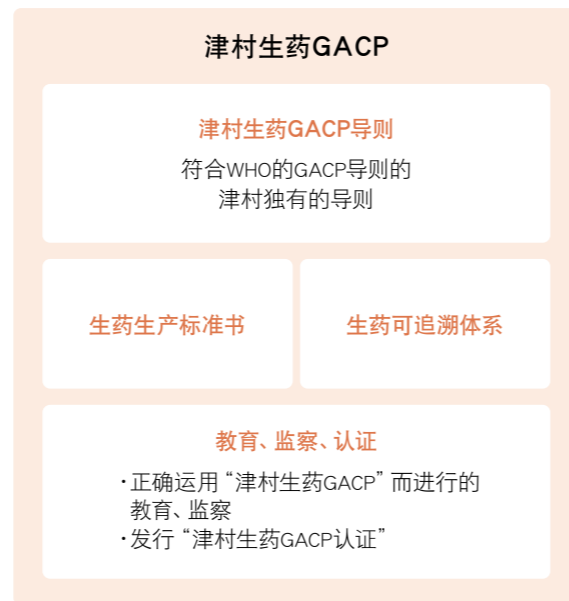 津村生药GACP
津村生药GACP导则
符合WHO的GACP导则的
津村独有的导则
生药生产标准书
生药可追溯体系
教育、监察、认证
·正确运用“津村生药GACP”而进行的
教育、监察
·发行“津村生药GACP认证”